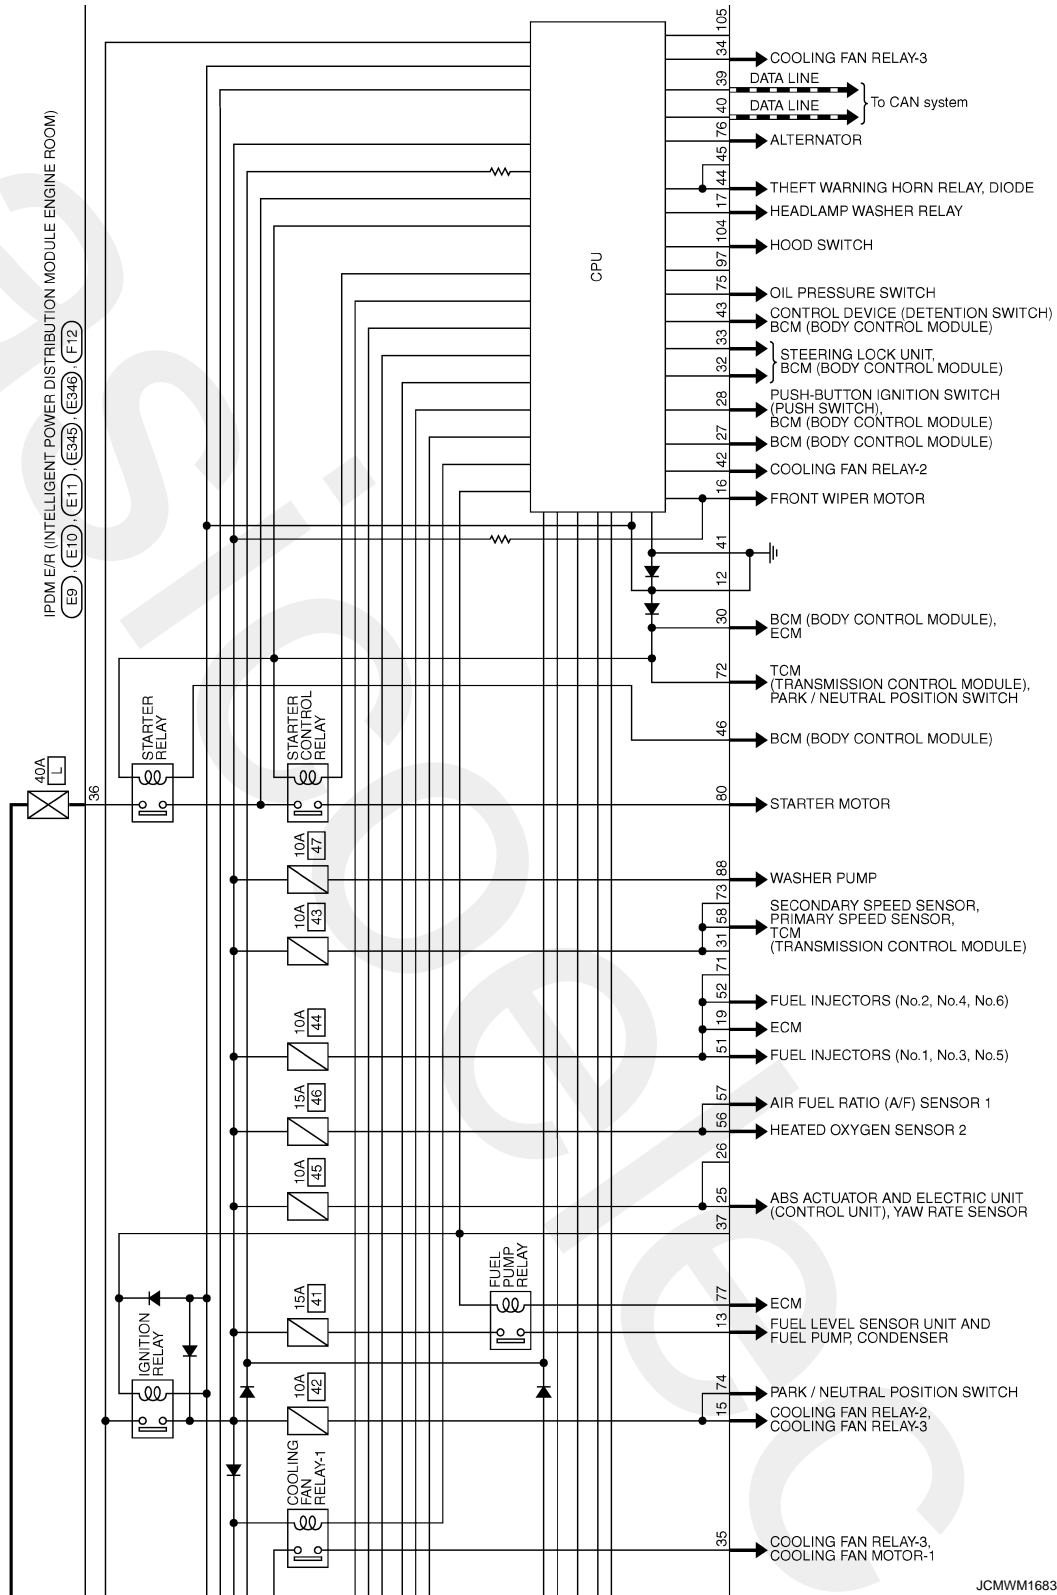 105
34
COOLING FAN RELAY-3
39
DATA LINE
40
DATA LINE
To CAN system
76
ALTERNATOR
45
44
THEFT WARNING HORN RELAY, DIODE
17
HEADLAMP WASHER RELAY
104
HOOD SWITCH
97
75
OIL PRESSURE SWITCH
43
CONTROL DEVICE (DETENTION SWITCH)
BCM (BODY CONTROL MODULE)
33
32
STEERING LOCK UNIT,
BCM (BODY CONTROL MODULE)
28
PUSH-BUTTON IGNITION SWITCH
(PUSH SWITCH),
BCM (BODY CONTROL MODULE)
27
BCM (BODY CONTROL MODULE)
42
COOLING FAN RELAY-2
16
FRONT WIPER MOTOR
CPU
IPDM E/R (INTELLIGENT POWER DISTRIBUTION MODULE ENGINE ROOM)
E9 , E10 , E11 , E345 , E346 , F12
41
12
30
BCM (BODY CONTROL MODULE),
ECM
72
TCM
(TRANSMISSION CONTROL MODULE),
PARK / NEUTRAL POSITION SWITCH
46
BCM (BODY CONTROL MODULE)
STARTER
RELAY
STARTER
CONTROL
RELAY
40A
L
36
80
STARTER MOTOR
10A
47
88
WASHER PUMP
10A
43
73
58
31
SECONDARY SPEED SENSOR,
PRIMARY SPEED SENSOR,
TCM
(TRANSMISSION CONTROL MODULE)
10A
44
71
52
FUEL INJECTORS (No.2, No.4, No.6)
19
ECM
51
FUEL INJECTORS (No.1, No.3, No.5)
15A
46
57
AIR FUEL RATIO (A/F) SENSOR 1
56
HEATED OXYGEN SENSOR 2
10A
45
26
25
ABS ACTUATOR AND ELECTRIC UNIT
(CONTROL UNIT), YAW RATE SENSOR
37
FUEL
PUMP
RELAY
15A
41
77
ECM
13
FUEL LEVEL SENSOR UNIT AND
FUEL PUMP, CONDENSER
IGNITION
RELAY
10A
42
74
PARK / NEUTRAL POSITION SWITCH
15
COOLING FAN RELAY-2,
COOLING FAN RELAY-3
COOLING
FAN
RELAY-1
35
COOLING FAN RELAY-3,
COOLING FAN MOTOR-1
JCMWM1683